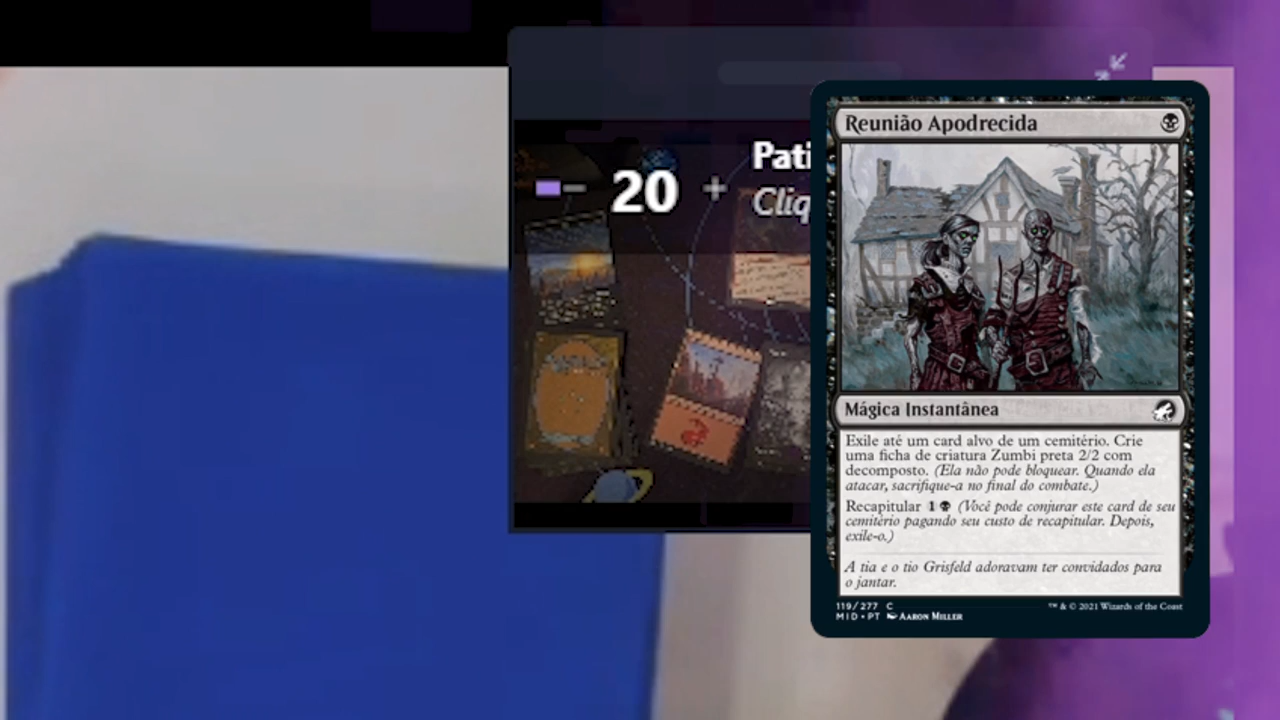 20
Pati
Cliq
Reunião Apodrecida
Mágica Instantânea
Exile até um card alvo de um cemitério. Crie
uma ficha de criatura Zumbi preta 2/2 com
decomposto. (Ela não pode bloquear. Quando ela
atacar, sacrifique-a no final do combate.)
Recapitular 1 (Você pode conjurar este card de seu
cemitério pagando seu custo de recapitular. Depois,
exile-o.)
A tia e o tio Grisfeld adoravam ter convidados para
o jantar.
119/277 C
MID • PT AARON MILLER
™ & © 2021 Wizards of the Coast